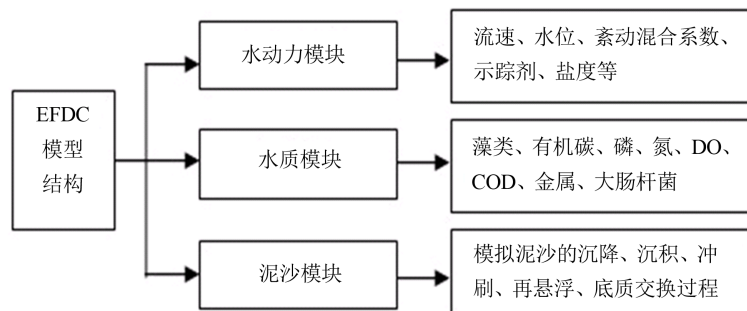 EFDC
模型
结构
水动力模块
流速、水位、紊动混合系数、
示踪剂、盐度等
水质模块
藻类、有机碳、磷、氮、DO、
COD、金属、大肠杆菌
泥沙模块
模拟泥沙的沉降、沉积、冲
刷、再悬浮、底质交换过程